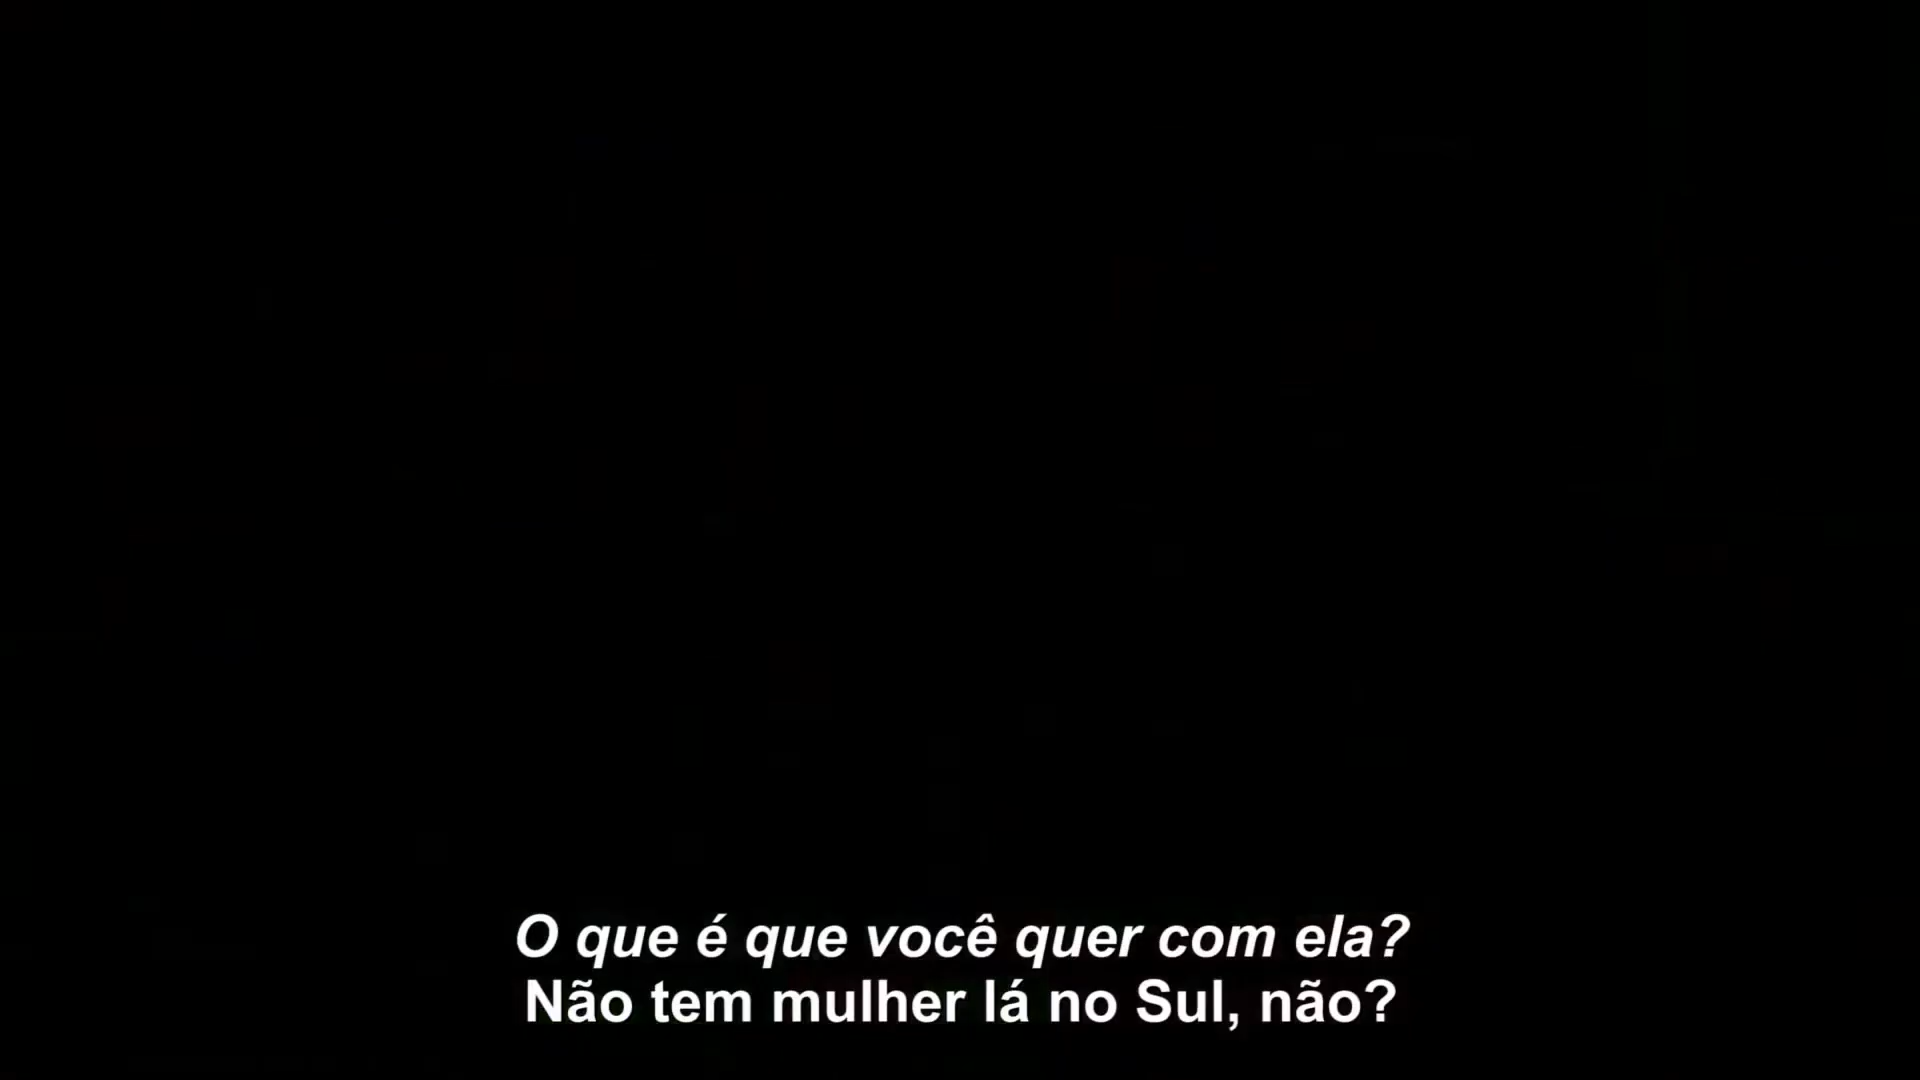 O que é que você quer com ela?
Não tem mulher lá no Sul, não?